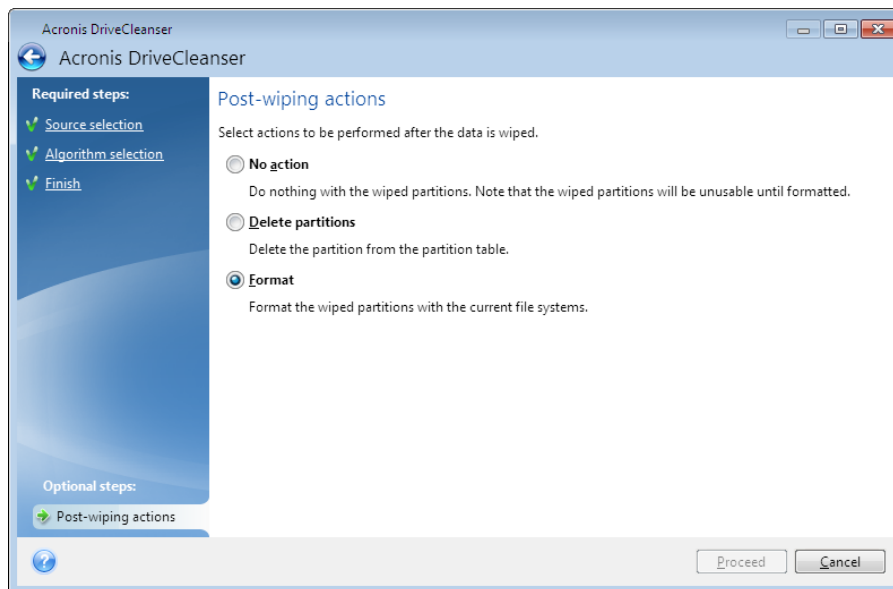 Acronis DriveCleanser
Acronis DriveCleanser
Required steps:
Source selection
Algorithm selection
Finish
Post-wiping actions
Select actions to be performed after the data is wiped.
No action
Do nothing with the wiped partitions. Note that the wiped partitions will be unusable until formatted.
Delete partitions
Delete the partition from the partition table.
Format
Format the wiped partitions with the current file systems.
Optional steps:
Post-wiping actions
?
Proceed
Cancel